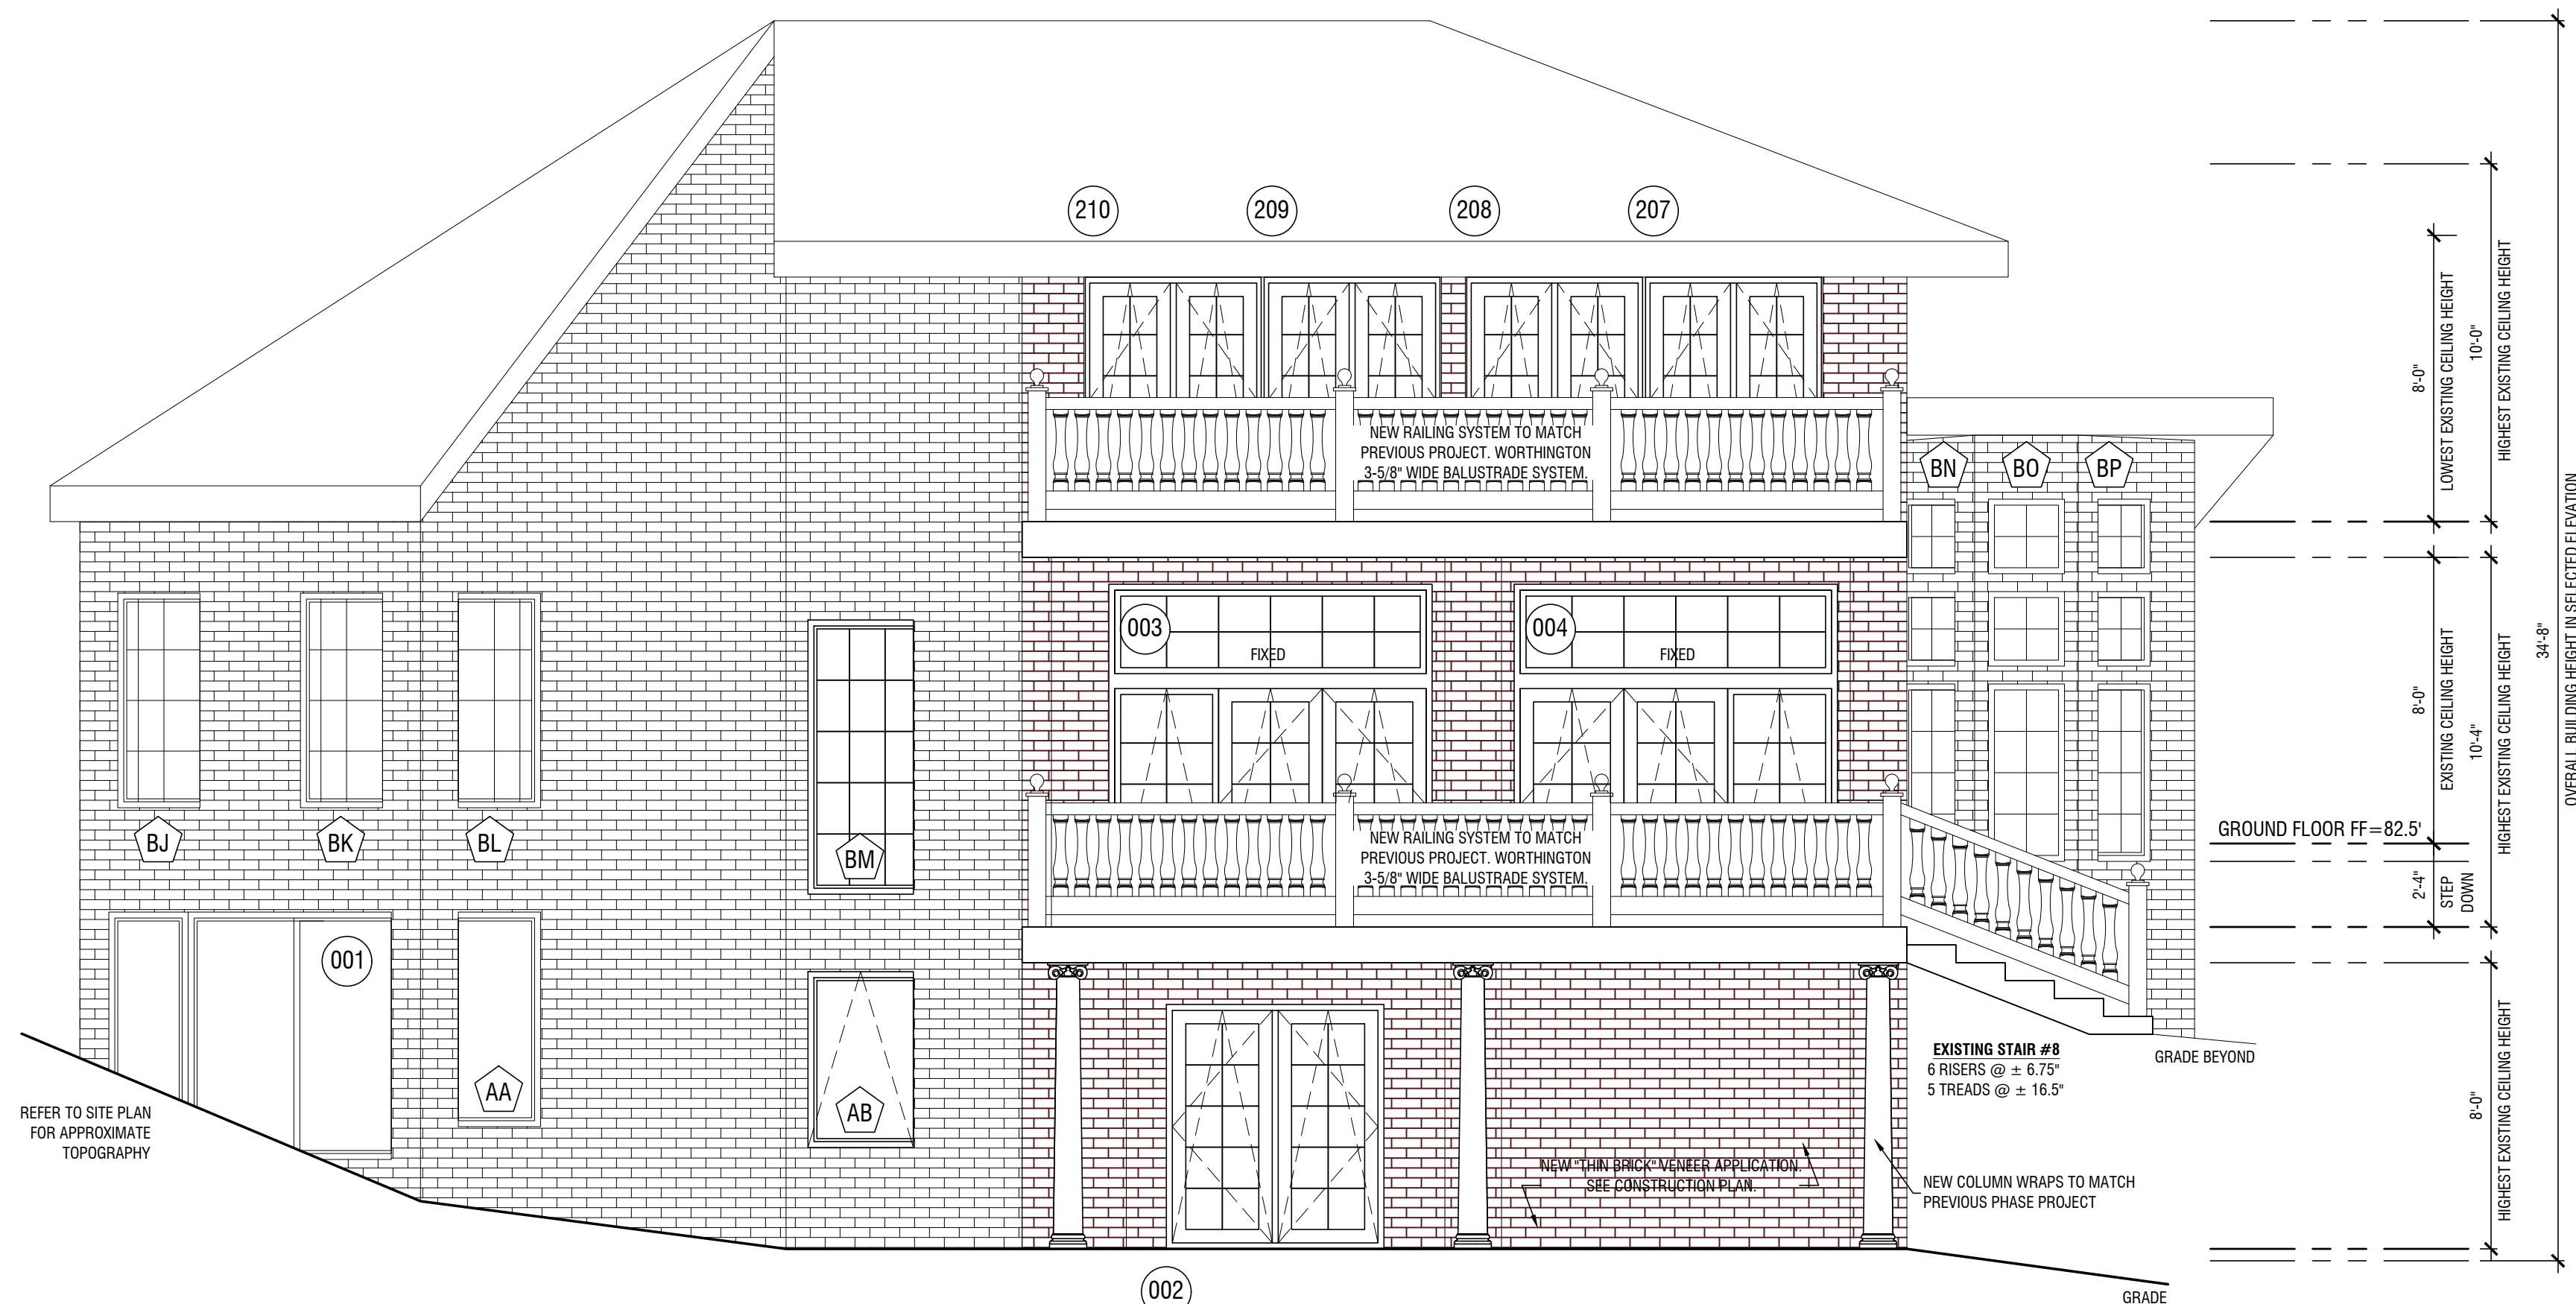 210
209
208
207
NEW RAILING SYSTEM TO MATCH
PREVIOUS PROJECT. WORTHINGTON
3-5/8" WIDE BALUSTRADE SYSTEM.
BN
BO
BP
003
FIXED
004
FIXED
BJ
BK
BL
BM
NEW RAILING SYSTEM TO MATCH
PREVIOUS PROJECT. WORTHINGTON
3-5/8" WIDE BALUSTRADE SYSTEM.
001
AA
AB
REFER TO SITE PLAN
FOR APPROXIMATE
TOPOGRAPHY
EXISTING STAIR #8
6 RISERS @ ± 6.75"
5 TREADS @ ± 16.5"
GRADE BEYOND
NEW "THIN BRICK" VENEER APPLICATION.
SEE CONSTRUCTION PLAN.
NEW COLUMN WRAPS TO MATCH
PREVIOUS PHASE PROJECT
002
GRADE
8'-0"
LOWEST EXISTING CEILING HEIGHT
10'-0"
HIGHEST EXISTING CEILING HEIGHT
8'-0"
EXISTING CEILING HEIGHT
10'-4"
HIGHEST EXISTING CEILING HEIGHT
GROUND FLOOR FF=82.5'
2'-4"
STEP
DOWN
8'-0"
HIGHEST EXISTING CEILING HEIGHT
34'-8"
OVERALL BUILDING HEIGHT IN SELECTED ELEVATION